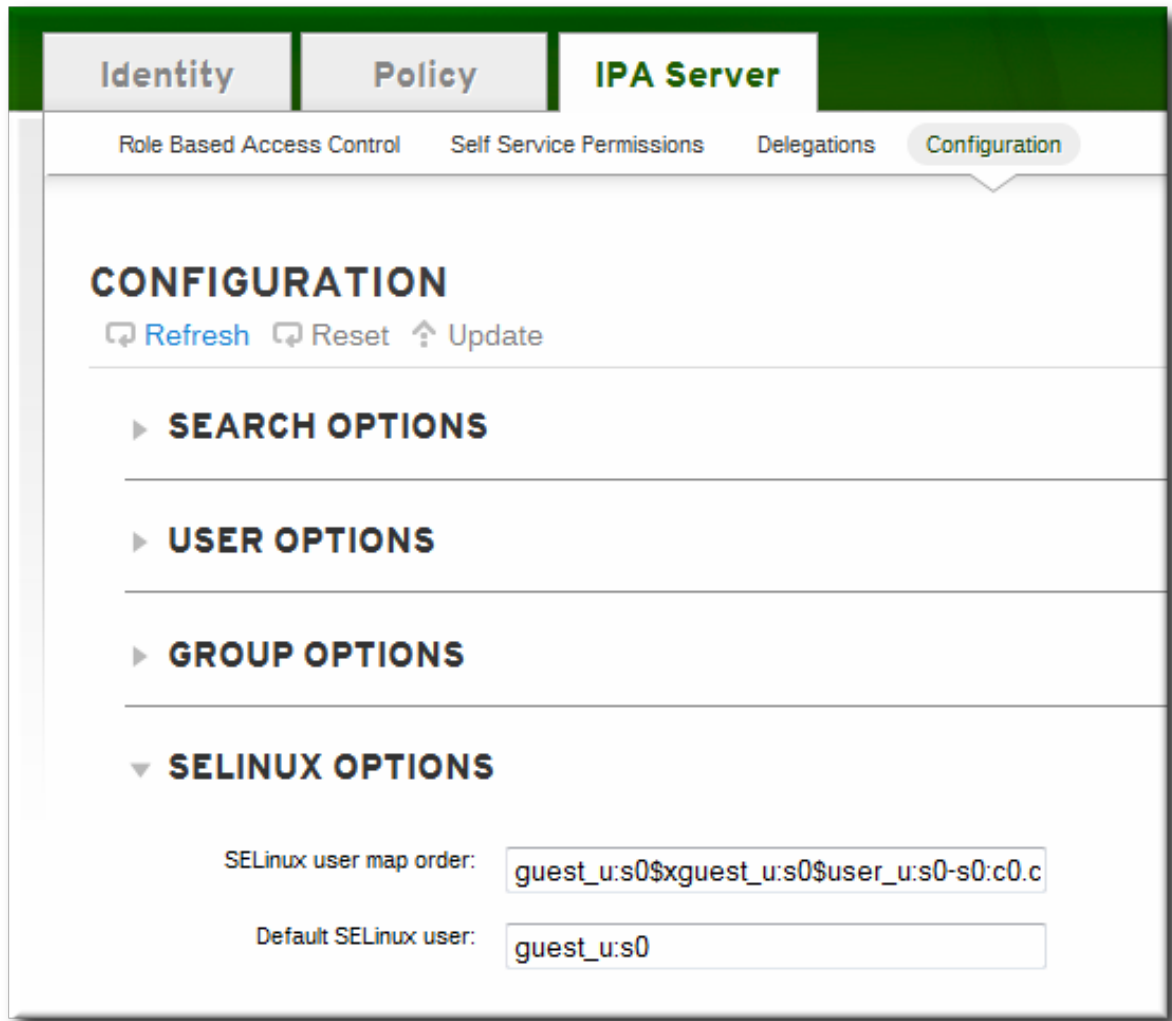 Identity Policy IPA Server
Role Based Access Control Self Service Permissions Delegations Configuration
CONFIGURATION
Refresh Reset Update
SEARCH OPTIONS
USER OPTIONS
GROUP OPTIONS
SELINUX OPTIONS
SELinux user map order: guest_u:s0$xguest_u:s0$user_u:s0-s0:c0.c
Default SELinux user: guest_u:s0